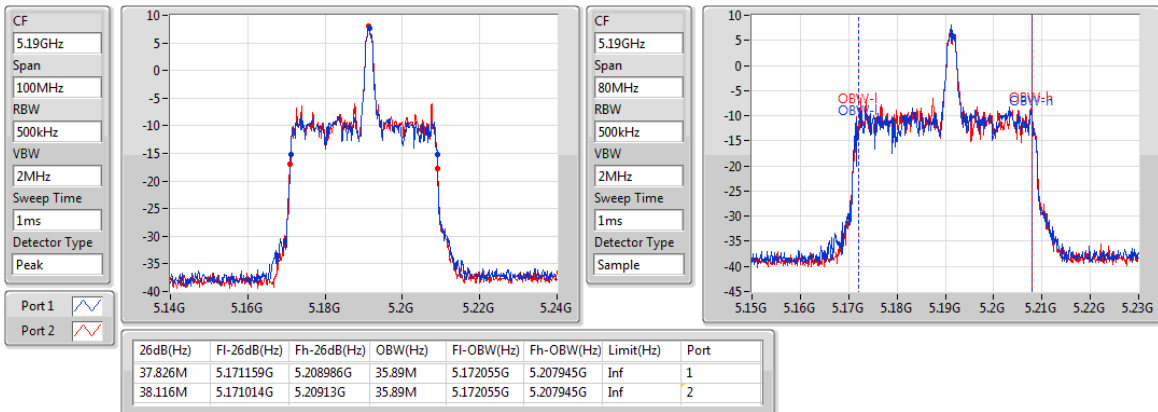 CF
5.19GHz
Span
100MHz
RBW
500kHz
VBW
2MHz
Sweep Time
1ms
Detector Type
Peak
Port 1
Port 2
10
5
0
-5
-10
-15
-20
-25
-30
-35
-40
5.14G 5.16G 5.18G 5.2G 5.22G 5.24G
CF
5.19GHz
Span
80MHz
RBW
500kHz
VBW
2MHz
Sweep Time
1ms
Detector Type
Sample
10
5
0
-5
-10
-15
-20
-25
-30
-35
-40
-45
OBW-l OBW-h
OBW-l OBW-h
5.15G 5.16G 5.17G 5.18G 5.19G 5.2G 5.21G 5.22G 5.23G
26dB(Hz) Fl-26dB(Hz) Fh-26dB(Hz) OBW(Hz) Fl-OBW(Hz) Fh-OBW(Hz) Limit(Hz) Port
37.826M 5.171159G 5.208986G 35.89M 5.172055G 5.207945G Inf 1
38.116M 5.171014G 5.20913G 35.89M 5.172055G 5.207945G Inf 2